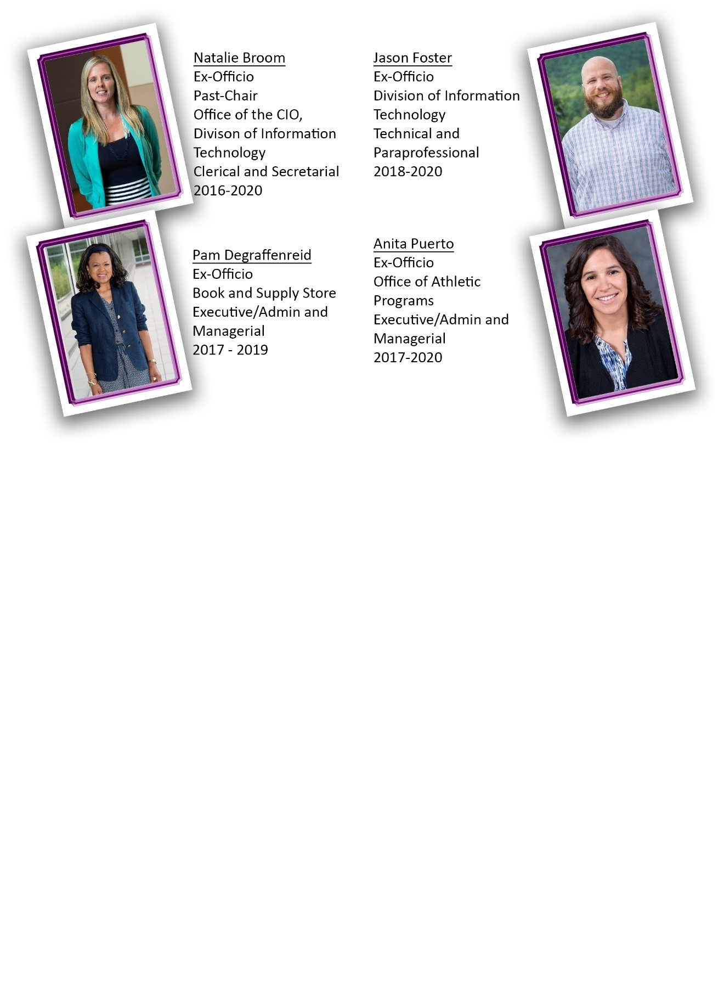 Natalie Broom
Ex-Officio
Past-Chair
Office of the CIO,
Divison of Information
Technology
Clerical and Secretarial
2016-2020
Jason Foster
Ex-Officio
Division of Information
Technology
Technical and
Paraprofessional
2018-2020
Pam Degraffenreid
Ex-Officio
Book and Supply Store
Executive/Admin and
Managerial
2017 - 2019
Anita Puerto
Ex-Officio
Office of Athletic
Programs
Executive/Admin and
Managerial
2017-2020